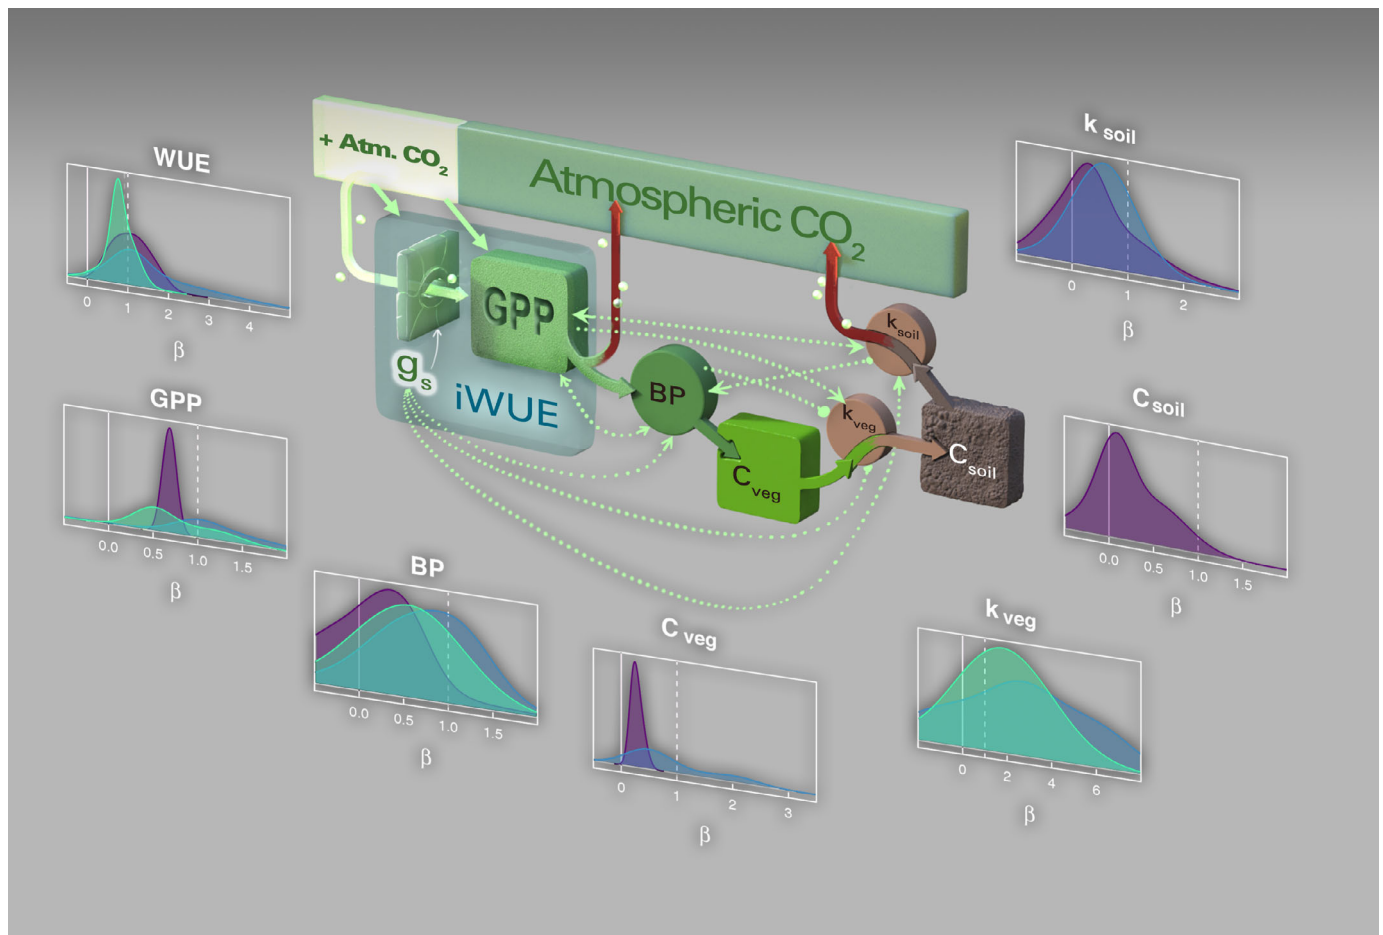 + Atm. CO2
Atmospheric CO2
WUE
0 1 2 3 4
β
GPP
0.0 0.5 1.0 1.5
β
BP
0.0 0.5 1.0 1.5
β
C veg
0 1 2 3
β
k veg
0 2 4 6
β
C soil
0.0 0.5 1.0 1.5
β
k soil
0 1 2
β
GPP
gs
iWUE
BP
Cveg
kveg
ksoil
Csoil